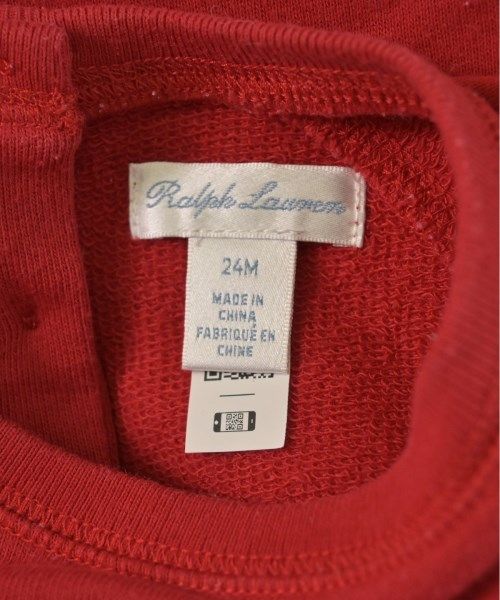 Ralph Lauren
24M
MADE IN
CHINA
FABRIQUÉ EN
CHINE